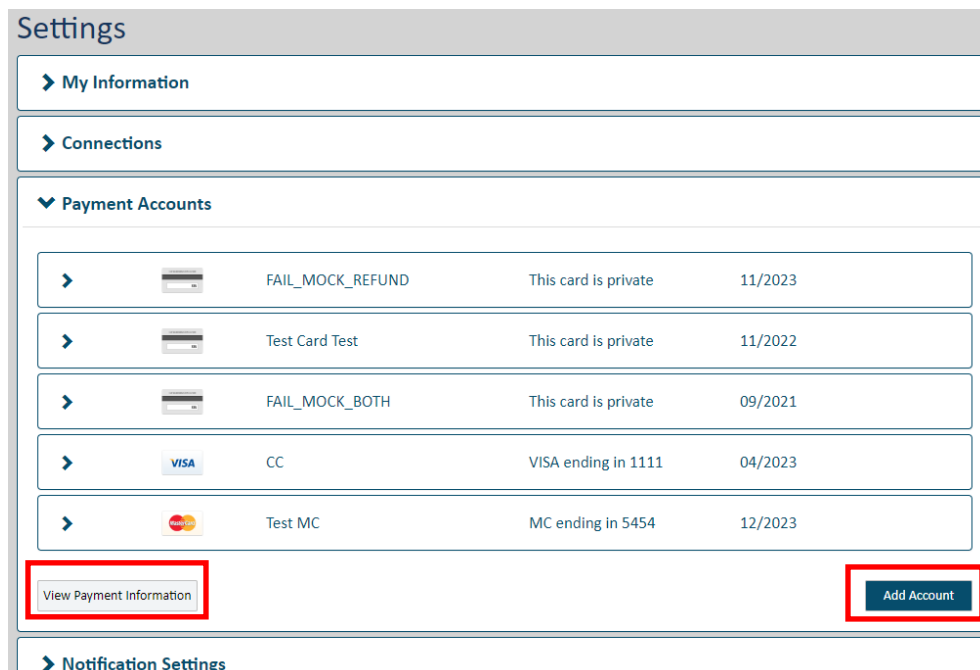 Settings
My Information
Connections
Payment Accounts
FAIL_MOCK_REFUND This card is private 11/2023
Test Card Test This card is private 11/2022
FAIL_MOCK_BOTH This card is private 09/2021
VISA CC VISA ending in 1111 04/2023
MasterCard Test MC MC ending in 5454 12/2023
View Payment Information Add Account
Notification Settings